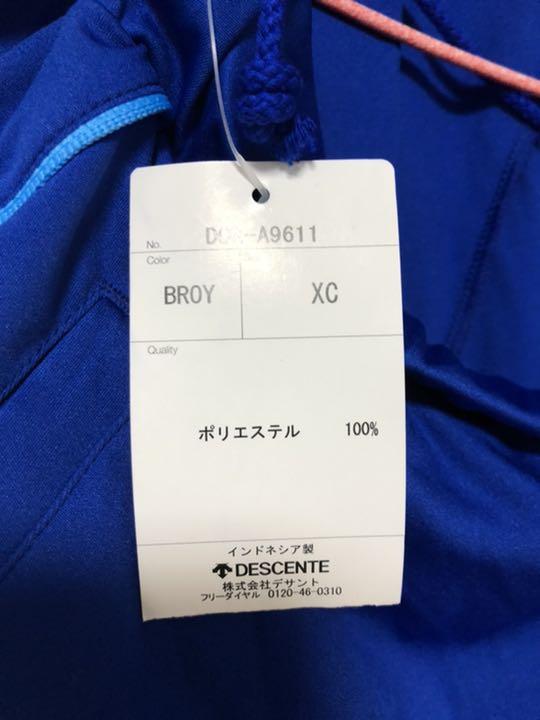 No.
Color
BROY XC
Quality
ポリエステル 100%
インドネシア製
DESCENTE
株式会社デサント
フリーダイヤル 0120-46-0310